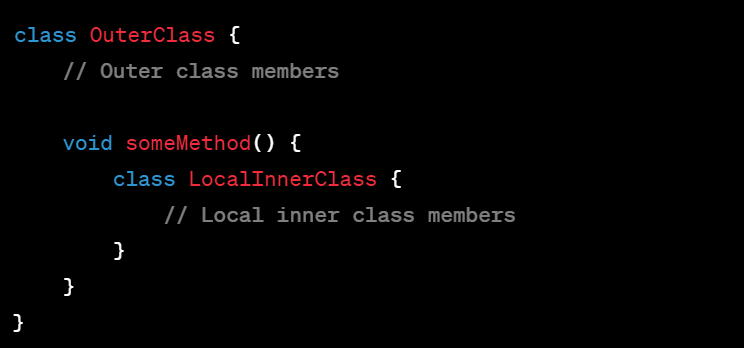 class OuterClass {
    // Outer class members
    void someMethod() {
        class LocalInnerClass {
            // Local inner class members
        }
    }
}